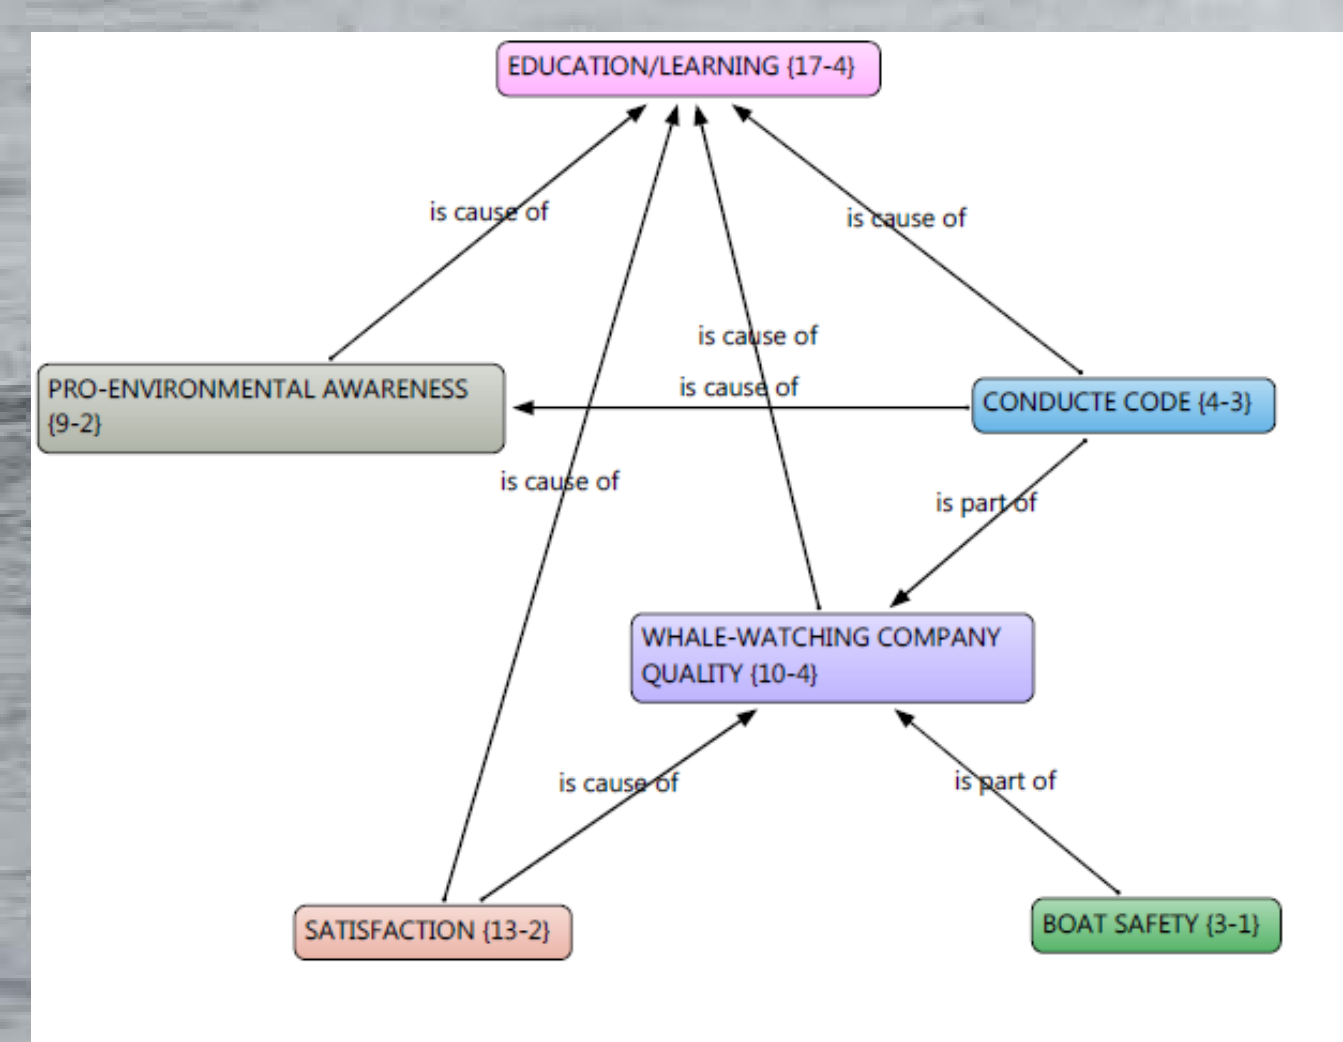 EDUCATION/LEARNING {17-4}
is cause of
is cause of
is cause of
is cause of
PRO-ENVIRONMENTAL AWARENESS
{9-2}
CONDUCTE CODE {4-3}
is cause of
is part of
WHALE-WATCHING COMPANY
QUALITY {10-4}
is cause of
is part of
SATISFACTION {13-2}
BOAT SAFETY {3-1}